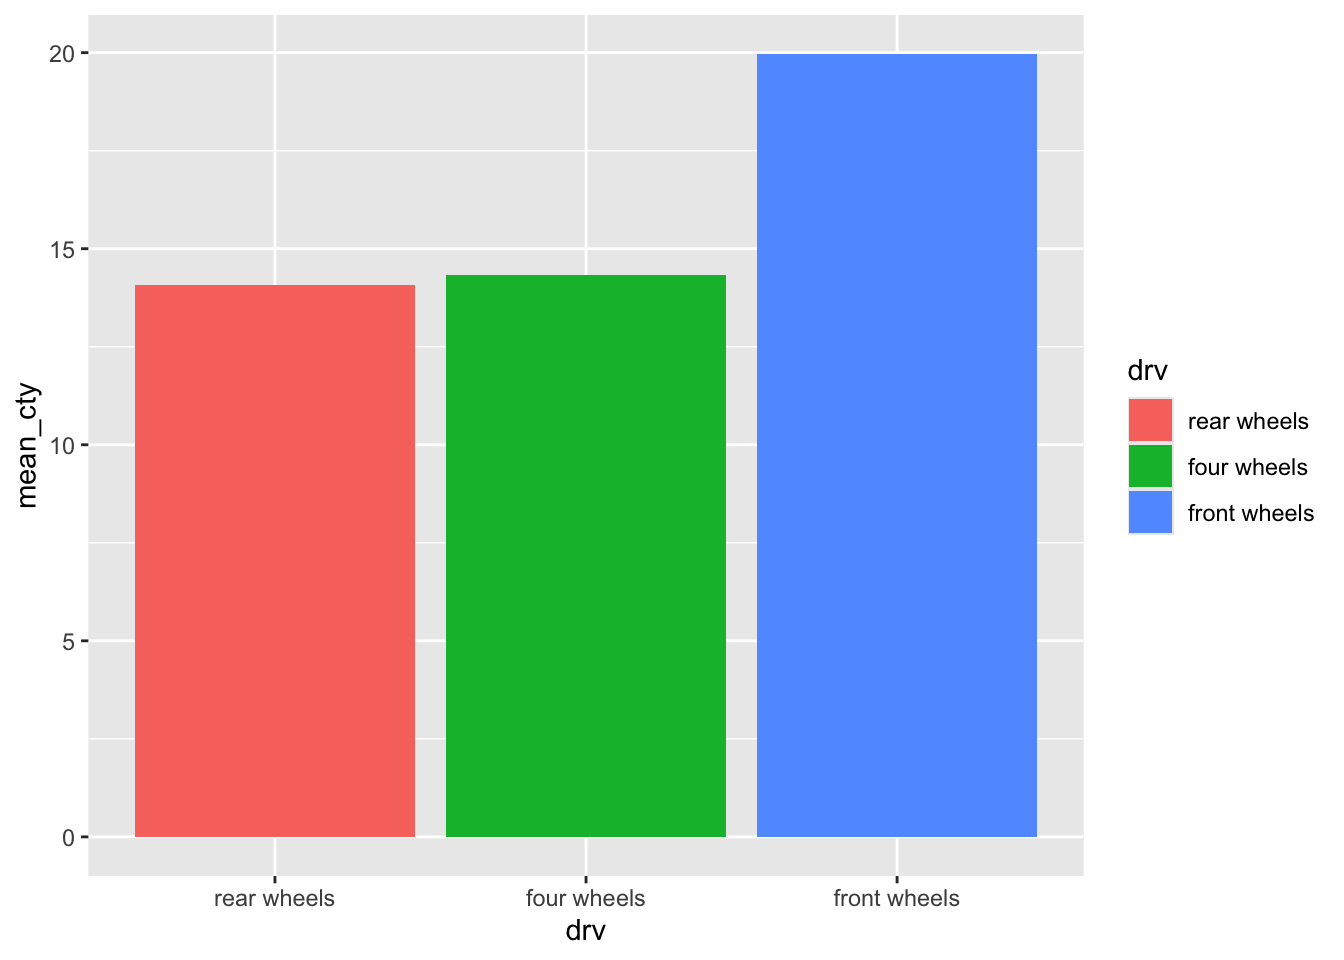 20
15
10
5
0
mean_cty
rear wheels
four wheels
front wheels
drv
drv
rear wheels
four wheels
front wheels